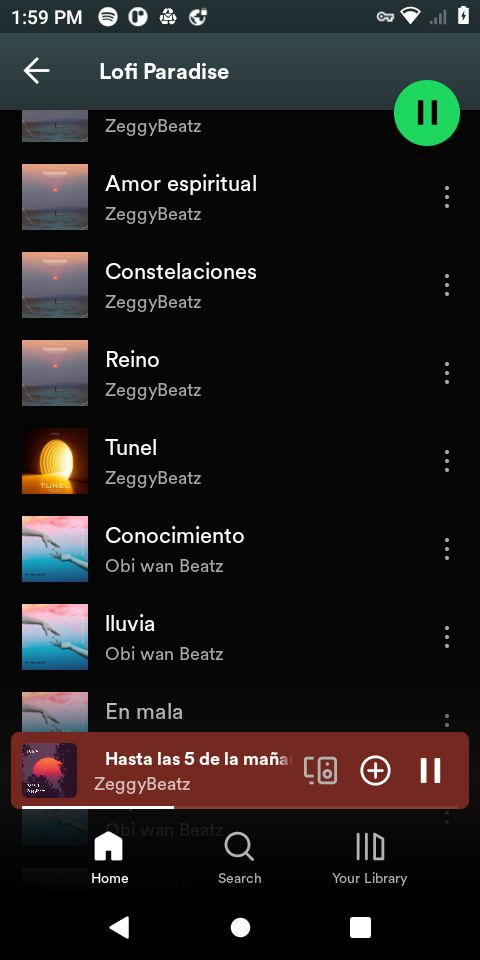 1:59 PM
Lofi Paradise
ZeggyBeatz
Amor espiritual
ZeggyBeatz
Constelaciones
ZeggyBeatz
Reino
ZeggyBeatz
Tunel
ZeggyBeatz
TUNEL
Conocimiento
Obi wan Beatz
lluvia
Obi wan Beatz
En mala
Hasta las 5 de la maña
ZeggyBeatz
Obi wan Beatz
Home
Search
Your Library